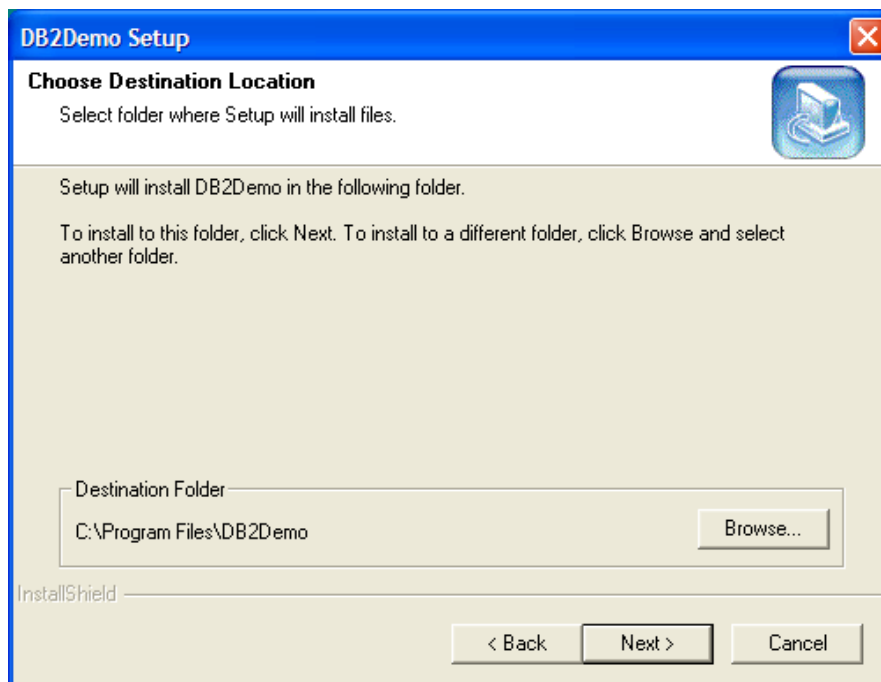 DB2Demo Setup
Choose Destination Location
Select folder where Setup will install files.
Setup will install DB2Demo in the following folder.
To install to this folder, click Next. To install to a different folder, click Browse and select
another folder.
Destination Folder
C:\Program Files\DB2Demo
Browse...
InstallShield
< Back
Next >
Cancel